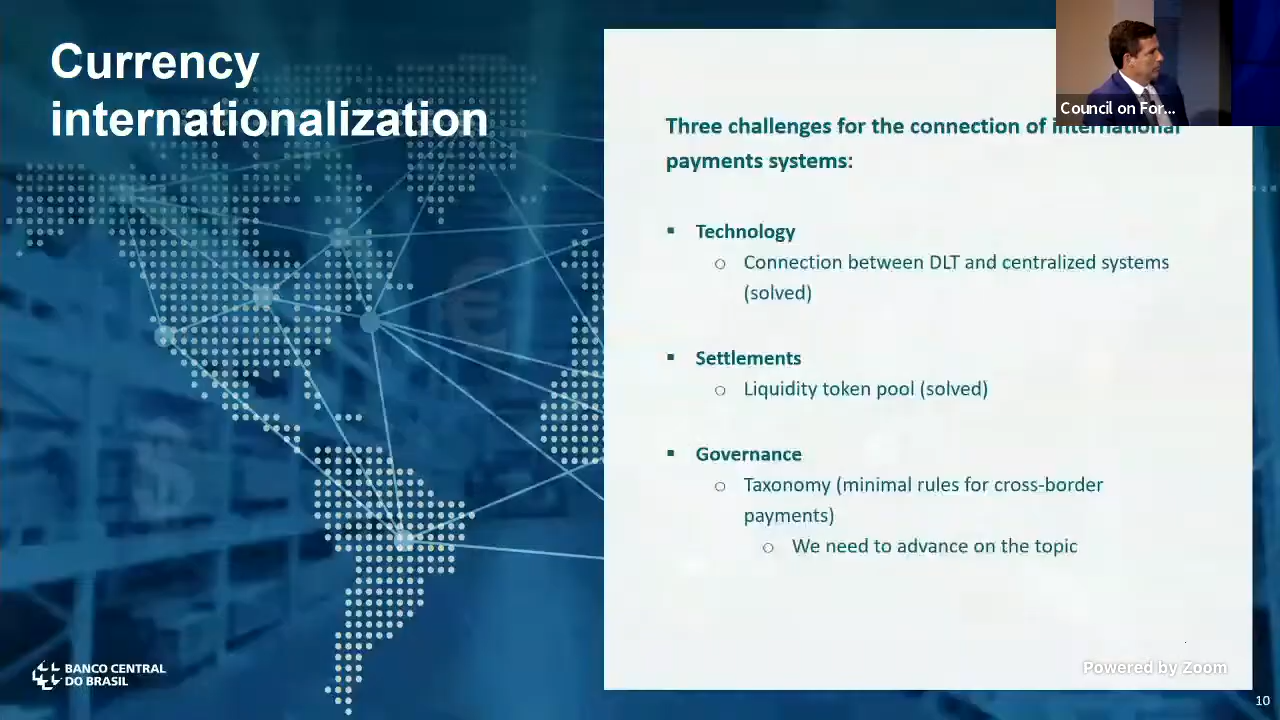 Currency
internationalization
Council on For...
Three challenges for the connection of international
payments systems:
▪ Technology
○ Connection between DLT and centralized systems
(solved)
▪ Settlements
○ Liquidity token pool (solved)
▪ Governance
○ Taxonomy (minimal rules for cross-border
payments)
○ We need to advance on the topic
BANCO CENTRAL
DO BRASIL
Powered by Zoom
10